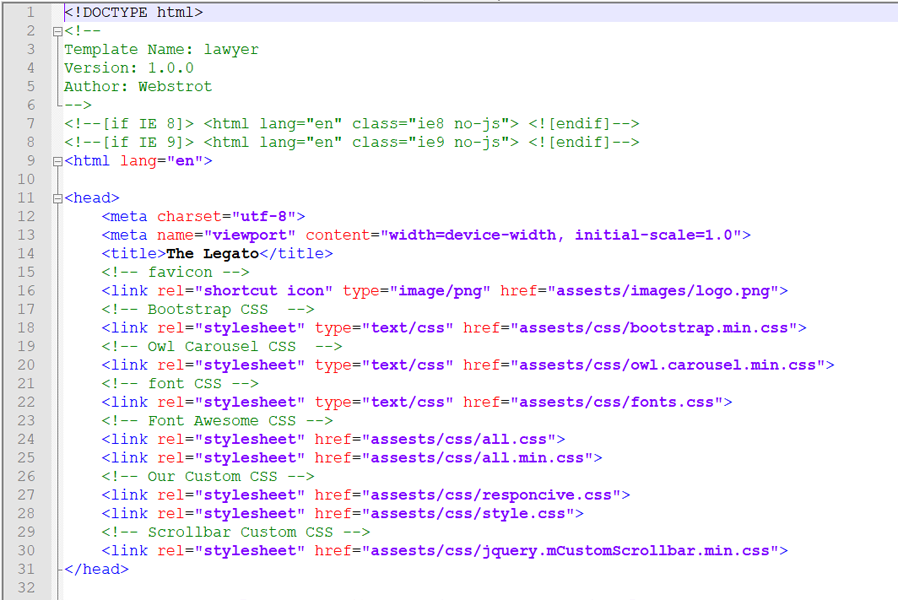 1 <!DOCTYPE html>
2 <!--
3 Template Name: lawyer
4 Version: 1.0.0
5 Author: Webstrot
6 -->
7 <!--[if IE 8]> <html lang="en" class="ie8 no-js"> <![endif]-->
8 <!--[if IE 9]> <html lang="en" class="ie9 no-js"> <![endif]-->
9 <html lang="en">
10
11 <head>
12     <meta charset="utf-8">
13     <meta name="viewport" content="width=device-width, initial-scale=1.0">
14     <title>The Legato</title>
15     <!-- favicon -->
16     <link rel="shortcut icon" type="image/png" href="assests/images/logo.png">
17     <!-- Bootstrap CSS  -->
18     <link rel="stylesheet" type="text/css" href="assests/css/bootstrap.min.css">
19     <!-- Owl Carousel CSS  -->
20     <link rel="stylesheet" type="text/css" href="assests/css/owl.carousel.min.css">
21     <!-- font CSS -->
22     <link rel="stylesheet" type="text/css" href="assests/css/fonts.css">
23     <!-- Font Awesome CSS -->
24     <link rel="stylesheet" href="assests/css/all.css">
25     <link rel="stylesheet" href="assests/css/all.min.css">
26     <!-- Our Custom CSS -->
27     <link rel="stylesheet" href="assests/css/responcive.css">
28     <link rel="stylesheet" href="assests/css/style.css">
29     <!-- Scrollbar Custom CSS -->
30     <link rel="stylesheet" href="assests/css/jquery.mCustomScrollbar.min.css">
31 </head>
32